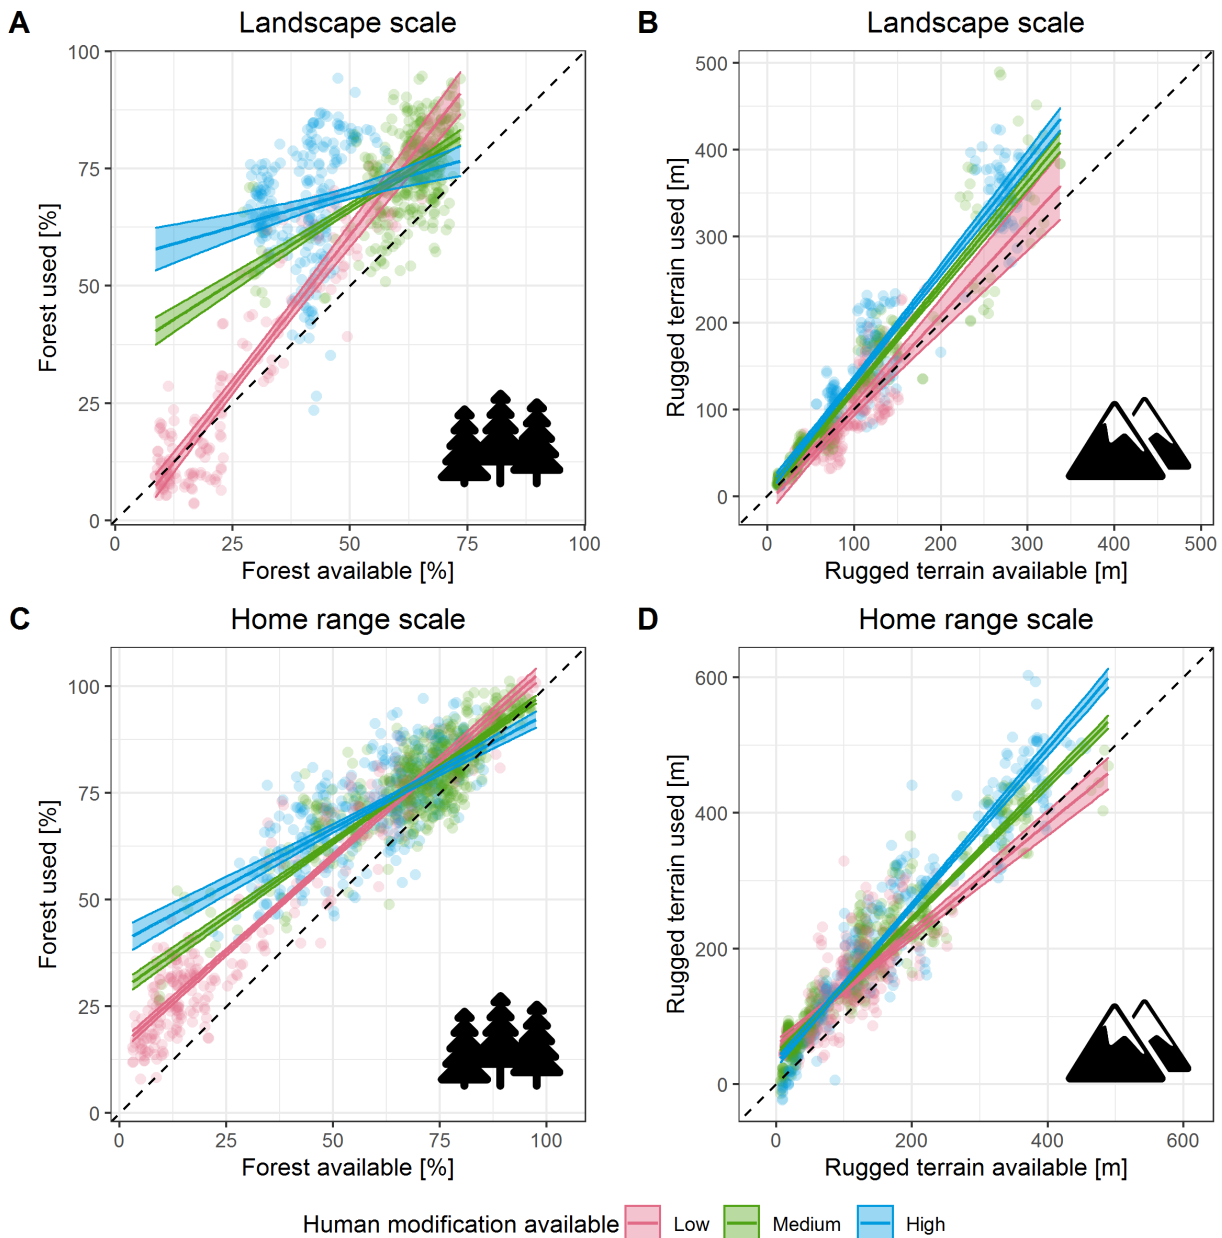 A
Landscape scale
100
75
50
25
0
0 25 50 75 100
Forest used [%]
Forest available [%]
B
Landscape scale
500
400
300
200
100
0
0 100 200 300 400 500
Rugged terrain used [m]
Rugged terrain available [m]
C
Home range scale
100
75
50
25
0
0 25 50 75 100
Forest used [%]
Forest available [%]
D
Home range scale
600
400
200
0
0 200 400 600
Rugged terrain used [m]
Rugged terrain available [m]
Human modification available Low Medium High